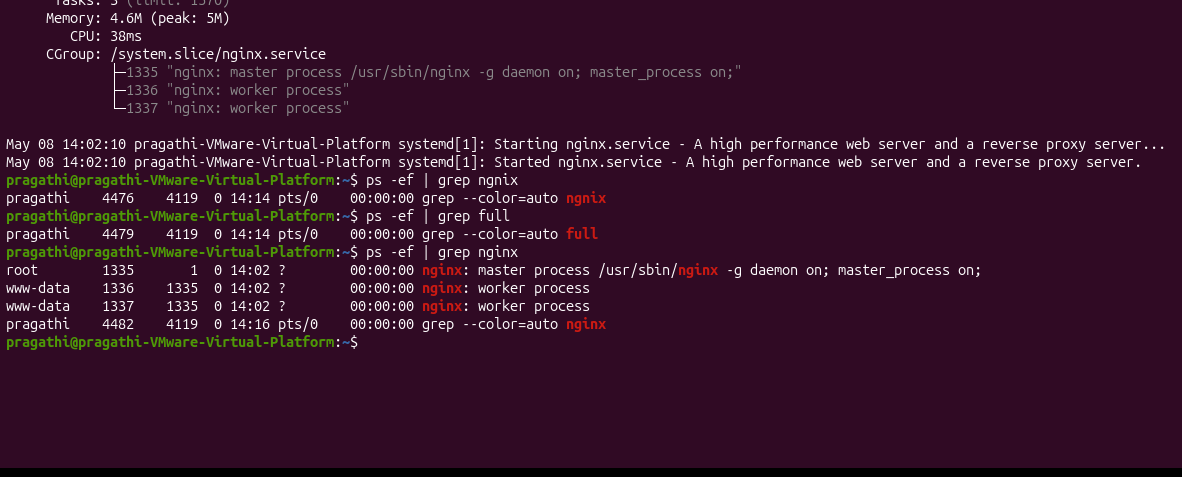 Tasks: 3 (limit: 1570)
Memory: 4.6M (peak: 5M)
CPU: 38ms
CGroup: /system.slice/nginx.service
├─1335 "nginx: master process /usr/sbin/nginx -g daemon on; master_process on;"
├─1336 "nginx: worker process"
└─1337 "nginx: worker process"

May 08 14:02:10 pragathi-VMware-Virtual-Platform systemd[1]: Starting nginx.service - A high performance web server and a reverse proxy server...
May 08 14:02:10 pragathi-VMware-Virtual-Platform systemd[1]: Started nginx.service - A high performance web server and a reverse proxy server.
pragathi@pragathi-VMware-Virtual-Platform:~$ ps -ef | grep ngnix
pragathi    4476    4119  0 14:14 pts/0    00:00:00 grep --color=auto ngnix
pragathi@pragathi-VMware-Virtual-Platform:~$ ps -ef | grep full
pragathi    4479    4119  0 14:14 pts/0    00:00:00 grep --color=auto full
pragathi@pragathi-VMware-Virtual-Platform:~$ ps -ef | grep nginx
root        1335       1  0 14:02 ?        00:00:00 nginx: master process /usr/sbin/nginx -g daemon on; master_process on;
www-data    1336    1335  0 14:02 ?        00:00:00 nginx: worker process
www-data    1337    1335  0 14:02 ?        00:00:00 nginx: worker process
pragathi    4482    4119  0 14:16 pts/0    00:00:00 grep --color=auto nginx
pragathi@pragathi-VMware-Virtual-Platform:~$